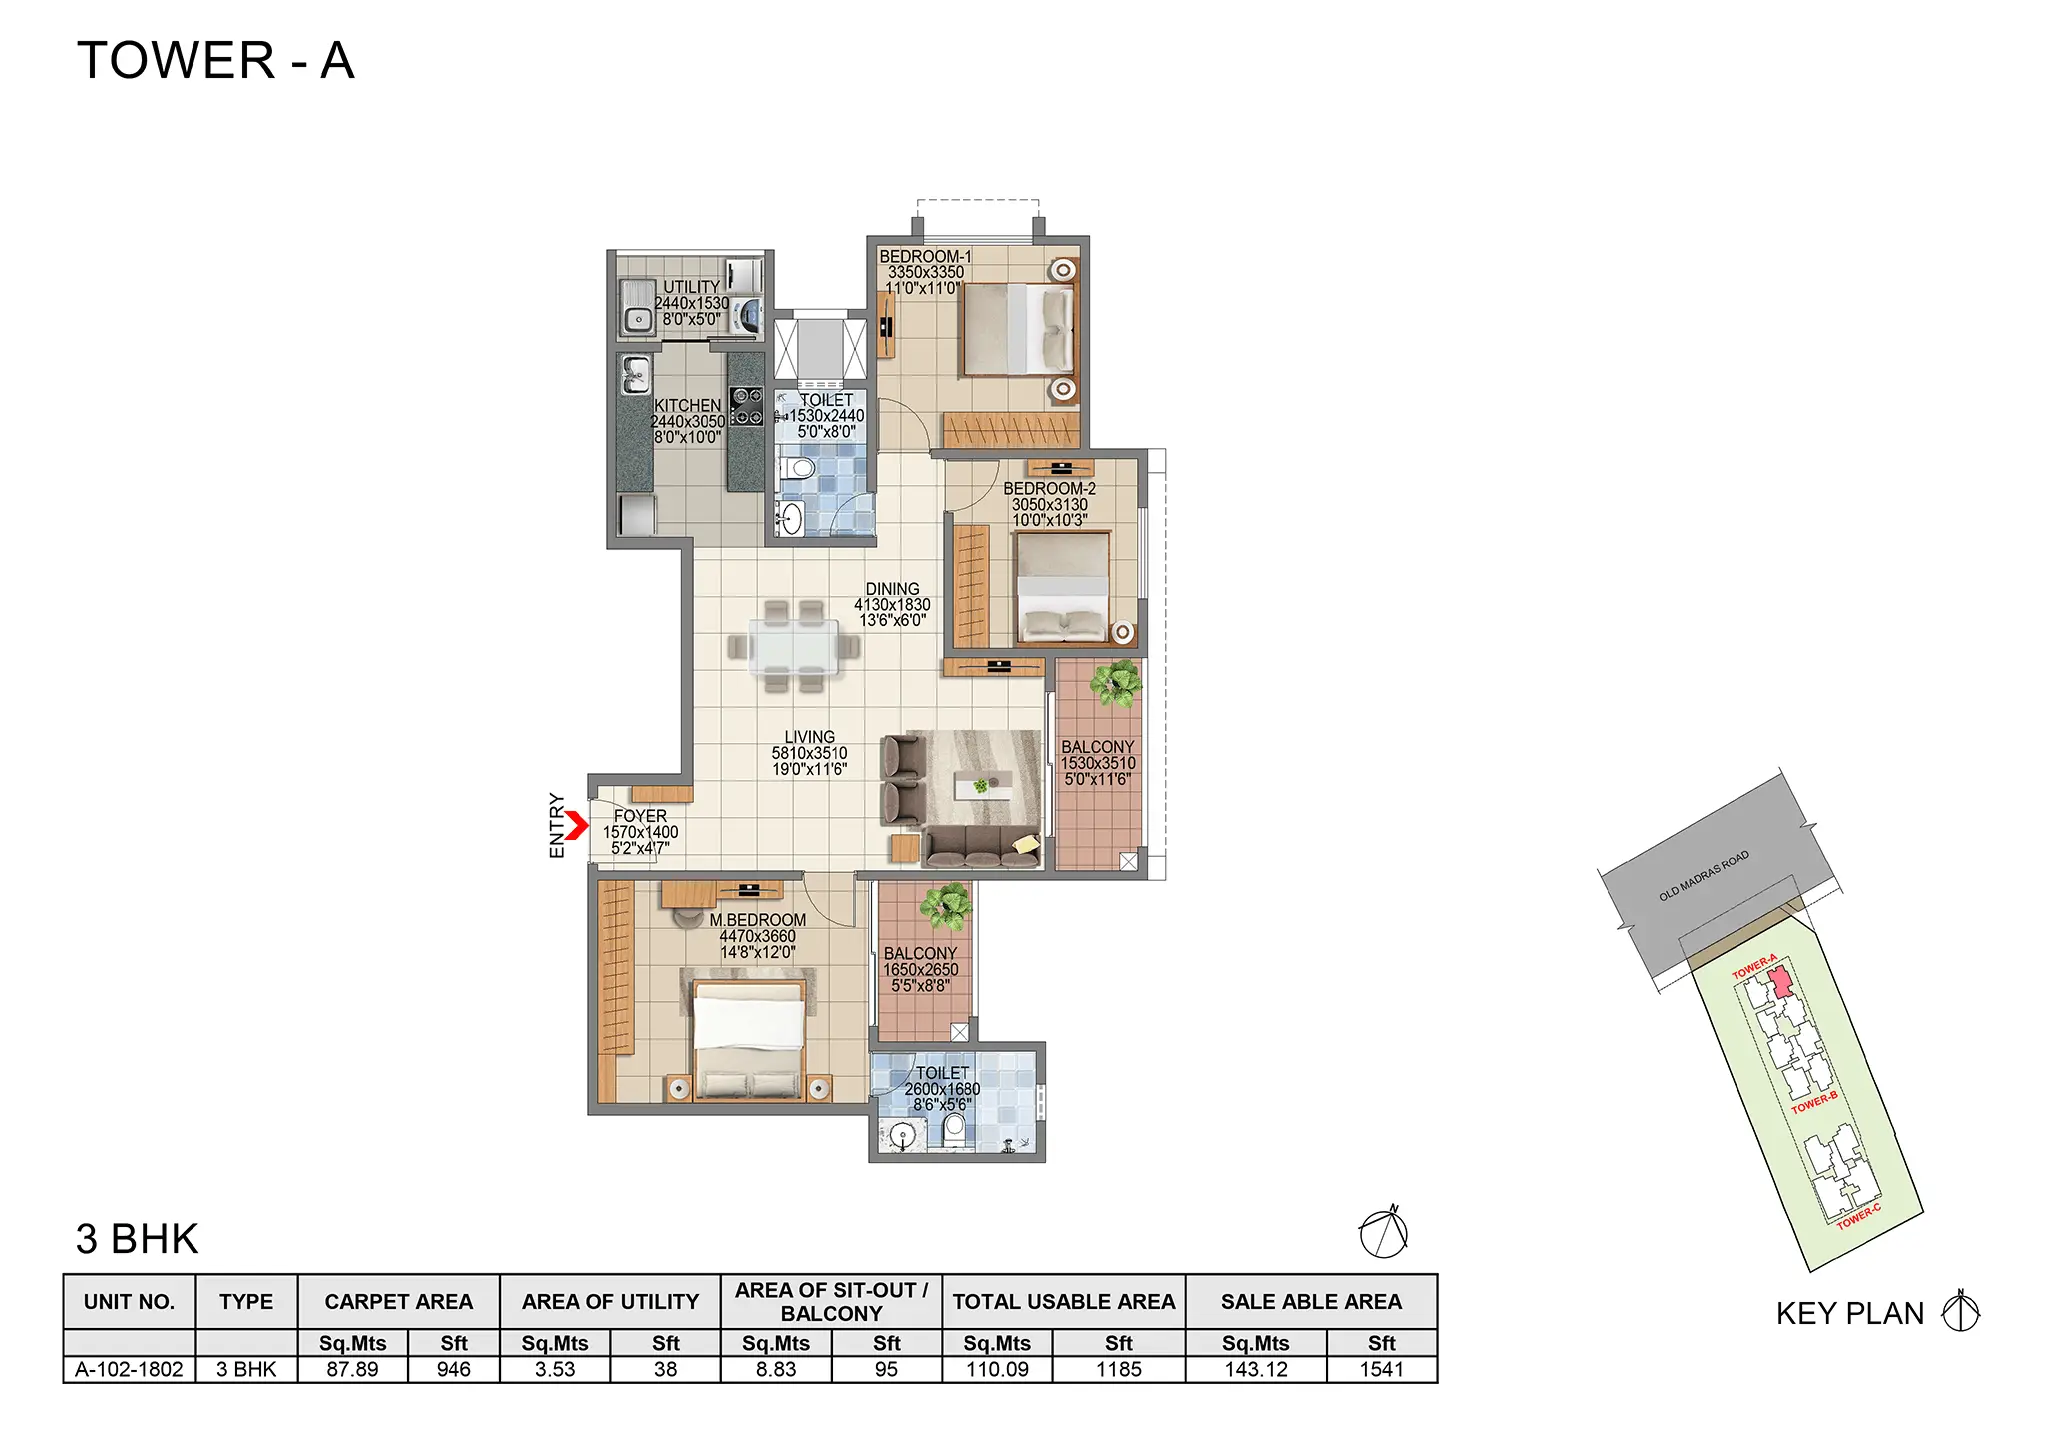 TOWER - A
BEDROOM-1
3350x3350
11'0"x11'0"
UTILITY
2440x1530
8'0"x5'0"
KITCHEN
2440x3050
8'0"x10'0"
TOILET
1530x2440
5'0"x8'0"
BEDROOM-2
3050x3130
10'0"x10'3"
DINING
4130x1830
13'6"x6'0"
LIVING
5810x3510
19'0"x11'6"
BALCONY
1530x3510
5'0"x11'6"
ENTRY
FOYER
1570x1400
5'2"x4'7"
M.BEDROOM
4470x3660
14'8"x12'0"
BALCONY
1650x2650
5'5"x8'8"
TOILET
2600x1680
8'6"x5'6"
OLD MADRAS ROAD
TOWER-A
TOWER-B
TOWER-C
N
KEY PLAN
N
3 BHK
UNIT NO. TYPE CARPET AREA AREA OF UTILITY AREA OF SIT-OUT / BALCONY TOTAL USABLE AREA SALE ABLE AREA
Sq.Mts Sft Sq.Mts Sft Sq.Mts Sft Sq.Mts Sft Sq.Mts Sft
A-102-1802 3 BHK 87.89 946 3.53 38 8.83 95 110.09 1185 143.12 1541